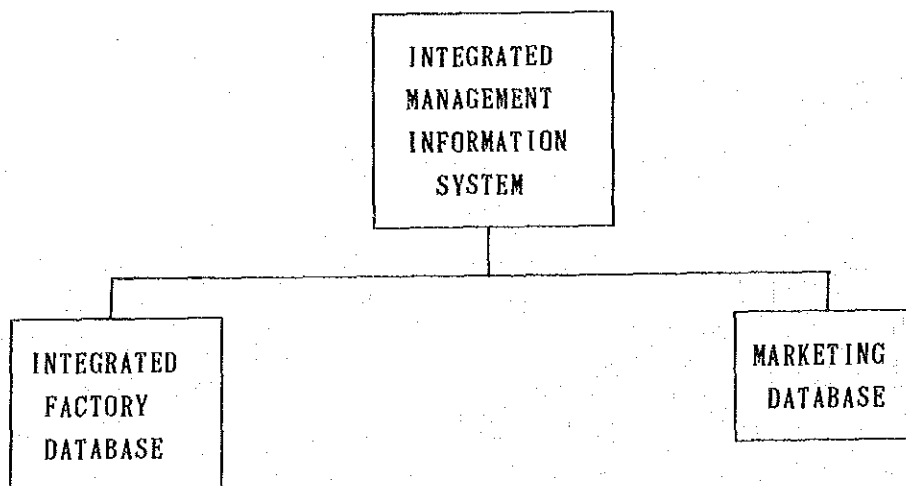 INTEGRATED
MANAGEMENT
INFORMATION
SYSTEM
INTEGRATED
FACTORY
DATABASE
MARKETING
DATABASE